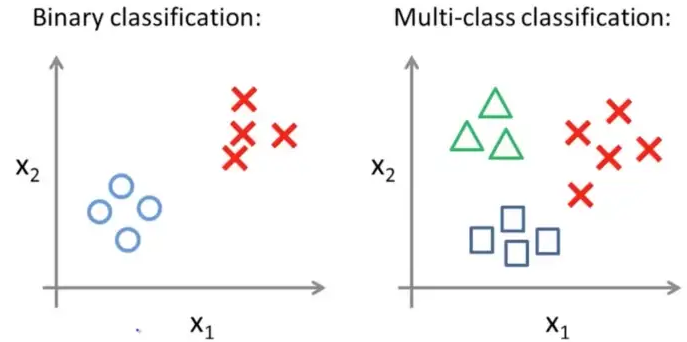 Binary classification:
x₂
x₁
Multi-class classification:
x₂
x₁